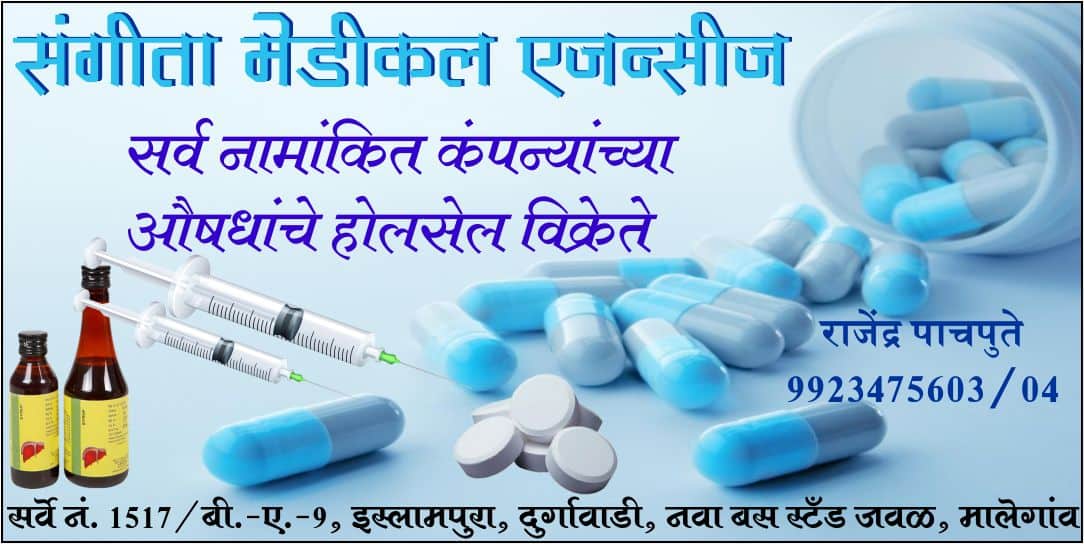 संगीता मेडीकल एजन्सीज
सर्व नामांकित कंपन्यांच्या
औषधांचे होलसेल विक्रेते
राजेंद्र पाचपुते
9923475603/04
सर्वे नं. 1517/बी.-ए.-9, इस्लामपुरा, दुर्गावाडी, नवा बस स्टँड जवळ, मालेगांव